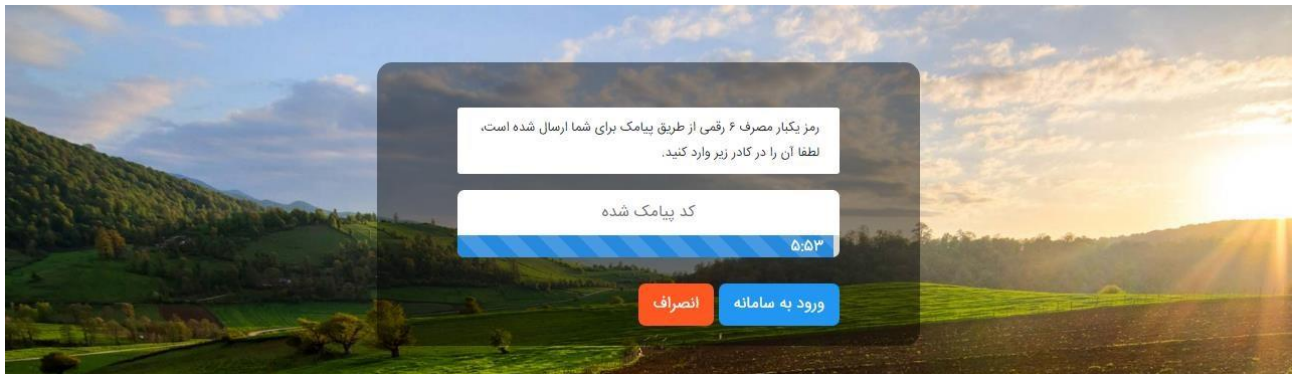 رمز یکبار مصرف ۶ رقمی از طریق پیامک برای شما ارسال شده است،
لطفا آن را در کادر زیر وارد کنید.
کد پیامک شده
۵:۵۳
ورود به سامانه انصراف